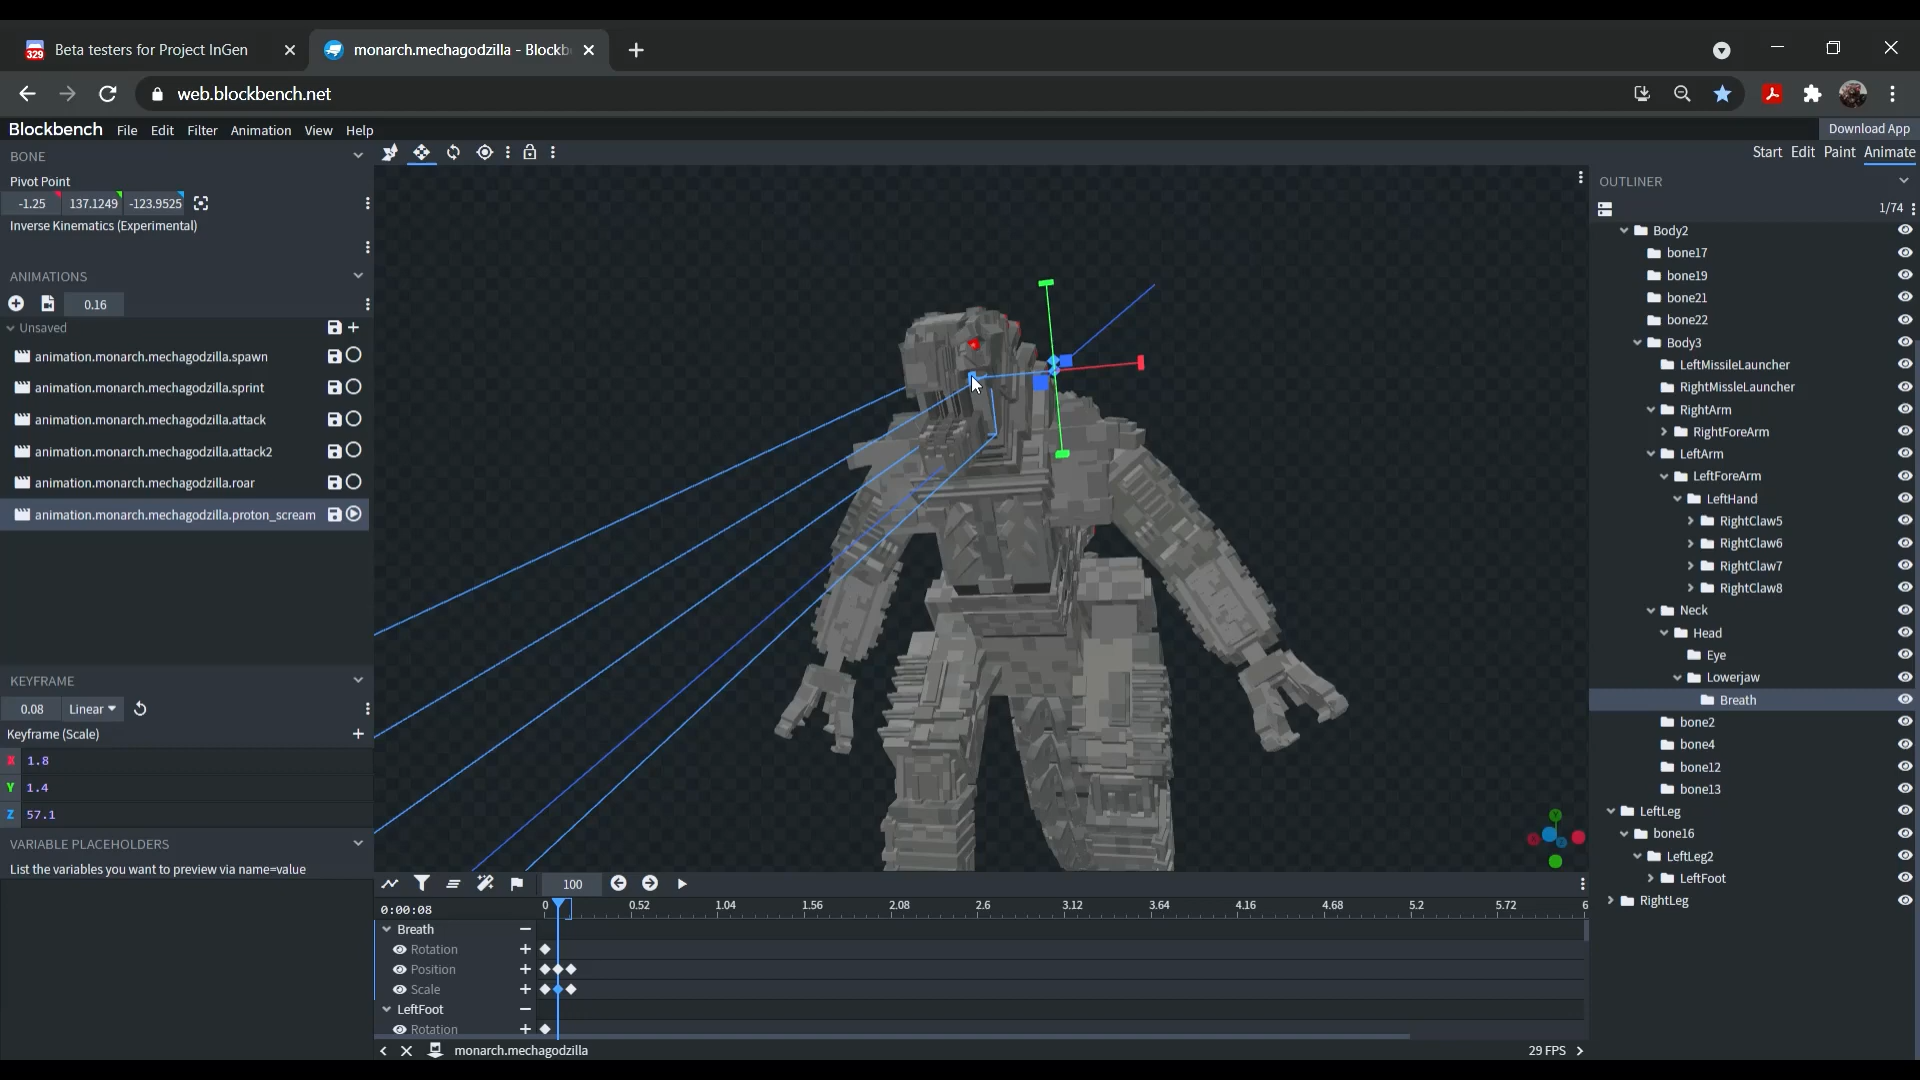 329 Beta testers for Project InGen
monarch.mechagodzilla - Blockb
web.blockbench.net
Blockbench File Edit Filter Animation View Help
Download App
Start Edit Paint Animate
BONE
Pivot Point
-1.25 137.1249 -123.9525
Inverse Kinematics (Experimental)
ANIMATIONS
0.16
Unsaved
animation.monarch.mechagodzilla.spawn
animation.monarch.mechagodzilla.sprint
animation.monarch.mechagodzilla.attack
animation.monarch.mechagodzilla.attack2
animation.monarch.mechagodzilla.roar
animation.monarch.mechagodzilla.proton_scream
KEYFRAME
0.08 Linear
Keyframe (Scale)
X 1.8
Y 1.4
Z 57.1
VARIABLE PLACEHOLDERS
List the variables you want to preview via name=value
OUTLINER
1/74
Body2
bone17
bone19
bone21
bone22
Body3
LeftMissileLauncher
RightMissleLauncher
RightArm
RightForeArm
LeftArm
LeftForeArm
LeftHand
RightClaw5
RightClaw6
RightClaw7
RightClaw8
Neck
Head
Eye
Lowerjaw
Breath
bone2
bone4
bone12
bone13
LeftLeg
bone16
LeftLeg2
LeftFoot
RightLeg
100
0:00:08 0 0.52 1.04 1.56 2.08 2.6 3.12 3.64 4.16 4.68 5.2 5.72 6
Breath
Rotation
Position
Scale
LeftFoot
Rotation
monarch.mechagodzilla
29 FPS